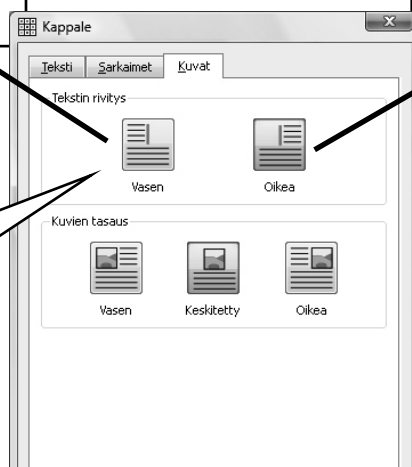 Kappale
Teksti Sarkaimet Kuvat
Tekstin rivitys
Vasen Oikea
Kuvien tasaus
Vasen Keskitetty Oikea